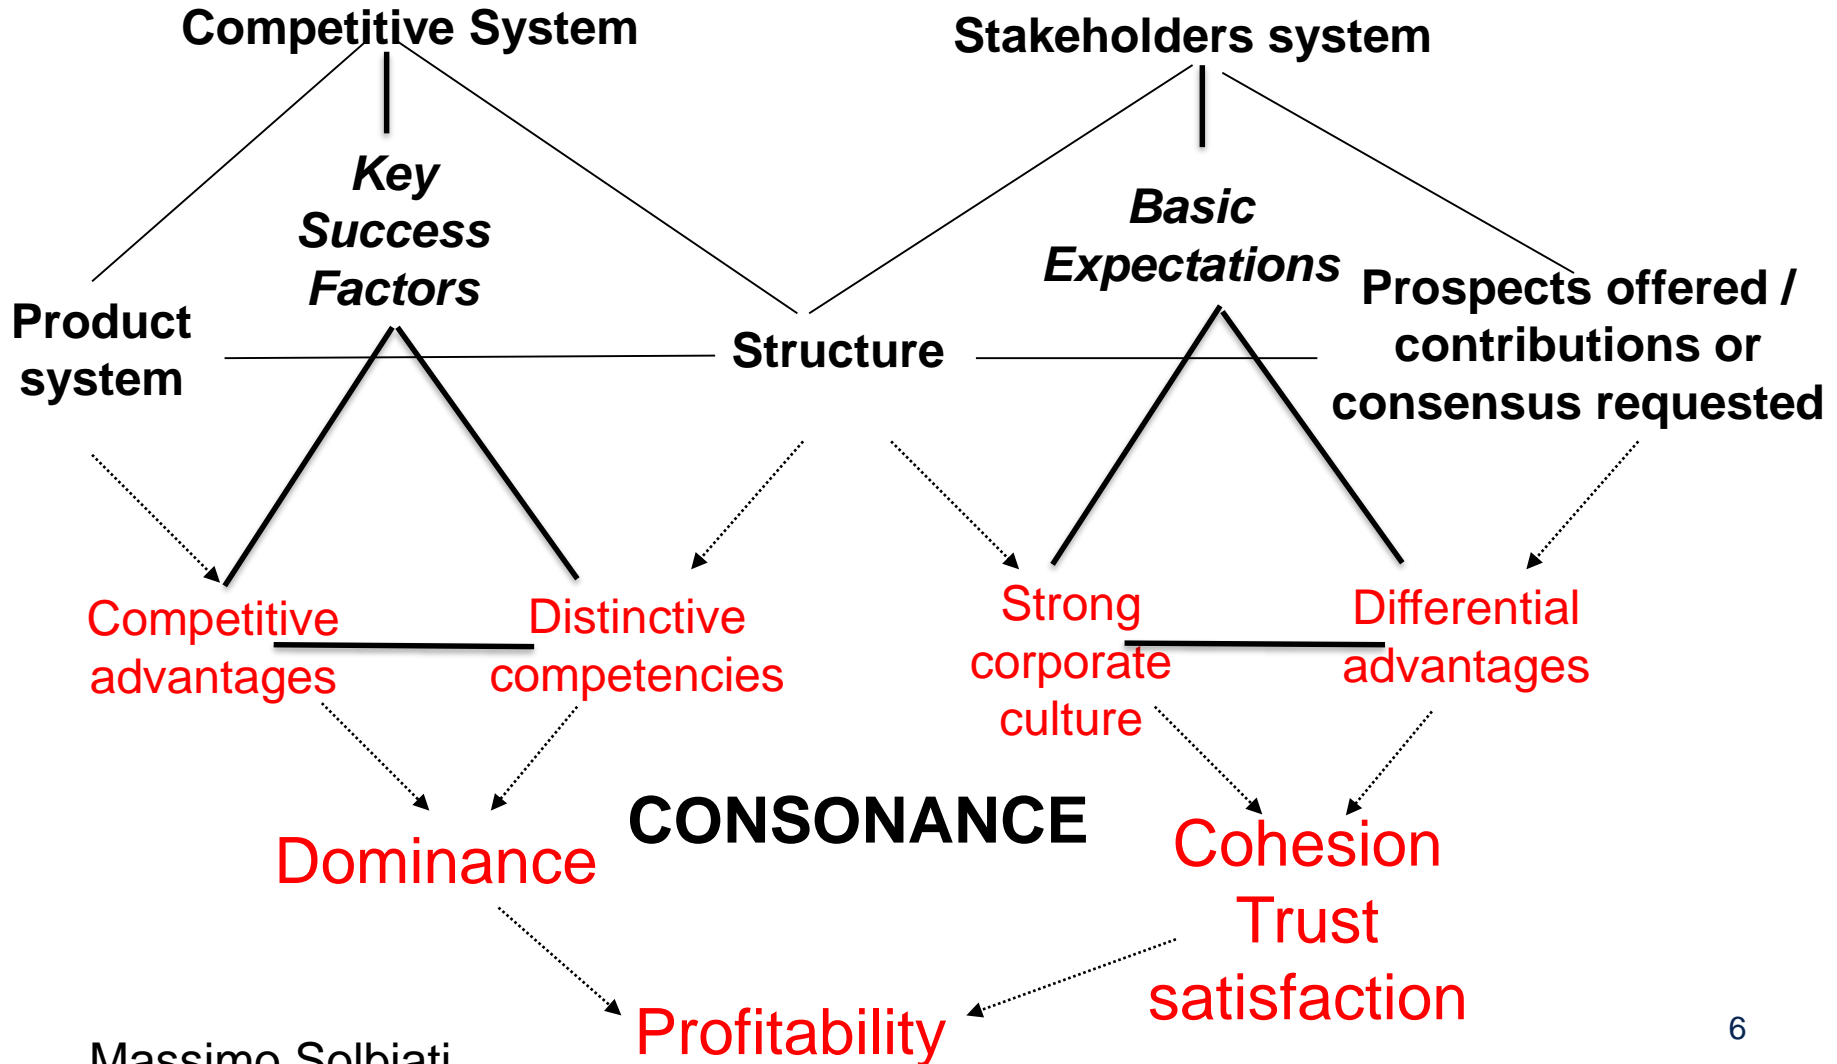 Competitive System
Stakeholders system
Key
Success
Factors
Basic
Expectations
Product
system
Structure
Prospects offered /
contributions or
consensus requested
Competitive
advantages
Distinctive
competencies
Strong
corporate
culture
Differential
advantages
CONSONANCE
Dominance
Cohesion
Trust
satisfaction
Profitability
Massimo Solbiati
6